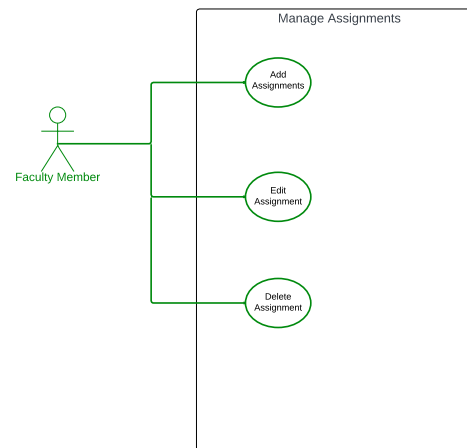 Manage Assignments
Add
Assignments
Faculty Member
Edit
Assignment
Delete
Assignment